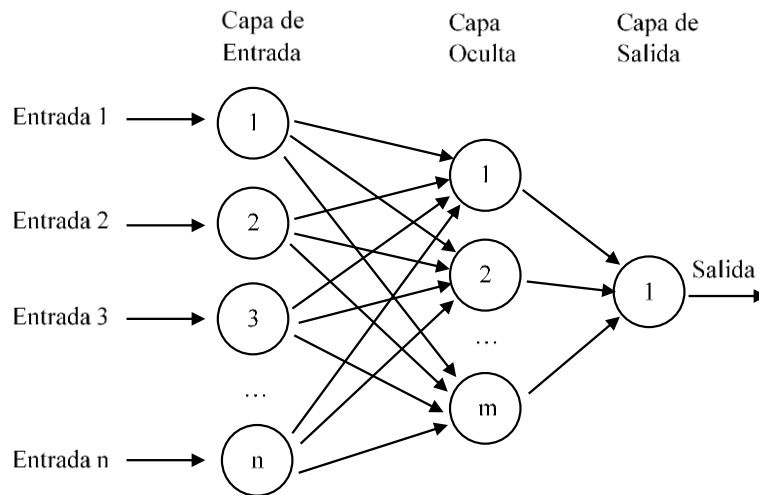 Capa de
Entrada
Capa
Oculta
Capa de
Salida
Entrada 1
1
Entrada 2
2
Entrada 3
3
...
Entrada n
n
1
2
...
m
1
Salida